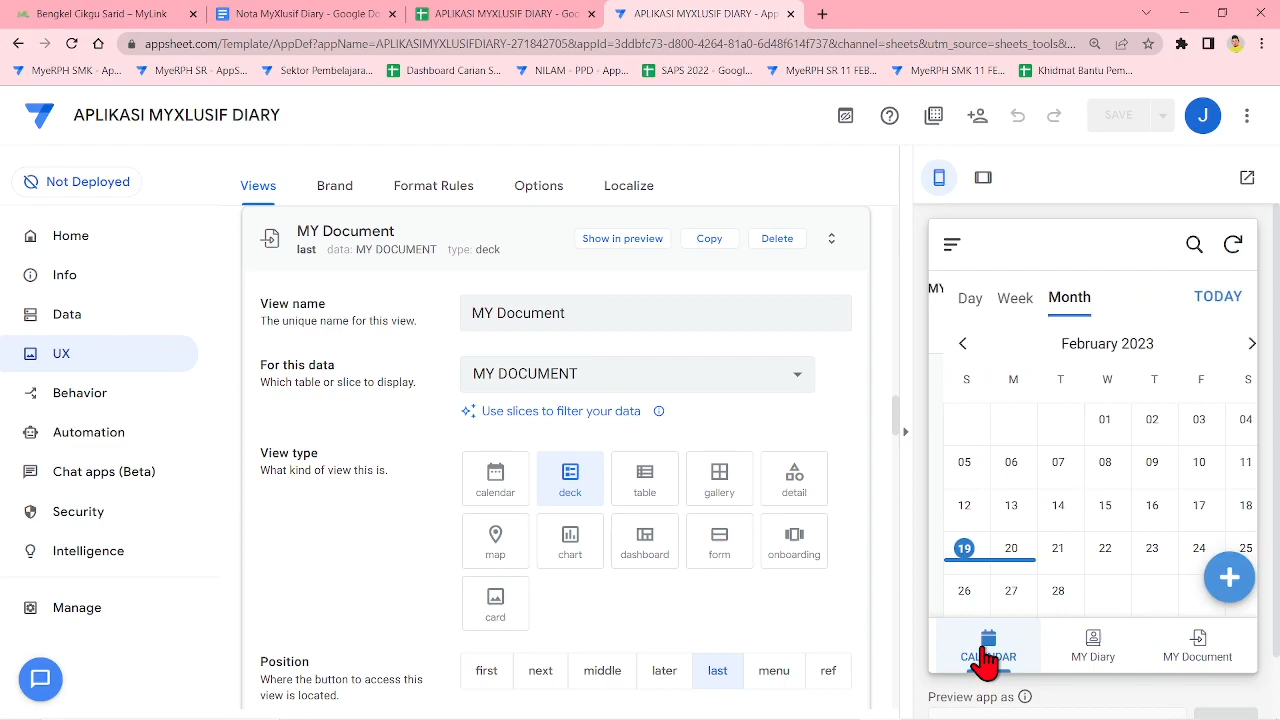 Bengkel Cikgu Sarid – MyLink
Nota MyXlusif Diary - Google Do
APLIKASI MYXLUSIF DIARY - Goo
APLIKASI MYXLUSIF DIARY - App
appsheet.com/Template/AppDef?appName=APLIKASIMYXLUSIFDIARY-271842705&appId=3ddbfc73-d800-4264-81a0-6d48f614f737&channel=sheets&utm_source=sheets_tools&...
MyeRPH SMK - Ap...
MyeRPH SR - AppS...
Sektor Pembelajara...
Dashboard Carian S...
NILAM - PPD - App...
SAPS 2022 - Googl...
MyeRPH SR 11 FEB...
MyeRPH SMK 11 FE...
Khidmat Bantu Pem...
APLIKASI MYXLUSIF DIARY
SAVE
J
Not Deployed
Views
Brand
Format Rules
Options
Localize
Home
Info
Data
UX
Behavior
Automation
Chat apps (Beta)
Security
Intelligence
Manage
MY Document
last data: MY DOCUMENT type: deck
Show in preview
Copy
Delete
View name
The unique name for this view.
MY Document
For this data
Which table or slice to display.
MY DOCUMENT
Use slices to filter your data
View type
What kind of view this is.
calendar
deck
table
gallery
detail
map
chart
dashboard
form
onboarding
card
Position
Where the button to access this
view is located.
first
next
middle
later
last
menu
ref
MY
Day
Week
Month
TODAY
February 2023
S M T W T F S
01 02 03 04
05 06 07 08 09 10 11
12 13 14 15 16 17 18
19 20 21 22 23 24 25
26 27 28
CALENDAR
MY Diary
MY Document
Preview app as